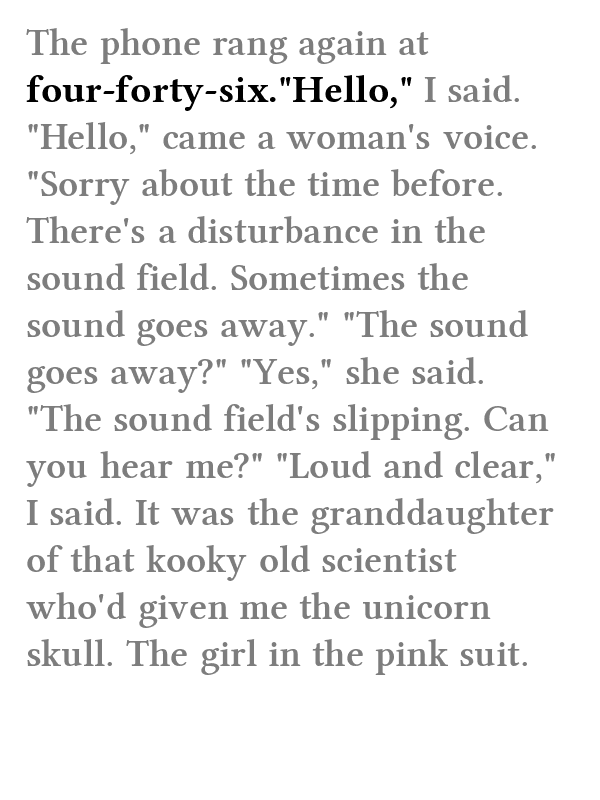 The phone rang again at
four-forty-six."Hello," I said.
"Hello," came a woman's voice.
"Sorry about the time before.
There's a disturbance in the
sound field. Sometimes the
sound goes away." "The sound
goes away?" "Yes," she said.
"The sound field's slipping. Can
you hear me?" "Loud and clear,"
I said. It was the granddaughter
of that kooky old scientist
who'd given me the unicorn
skull. The girl in the pink suit.